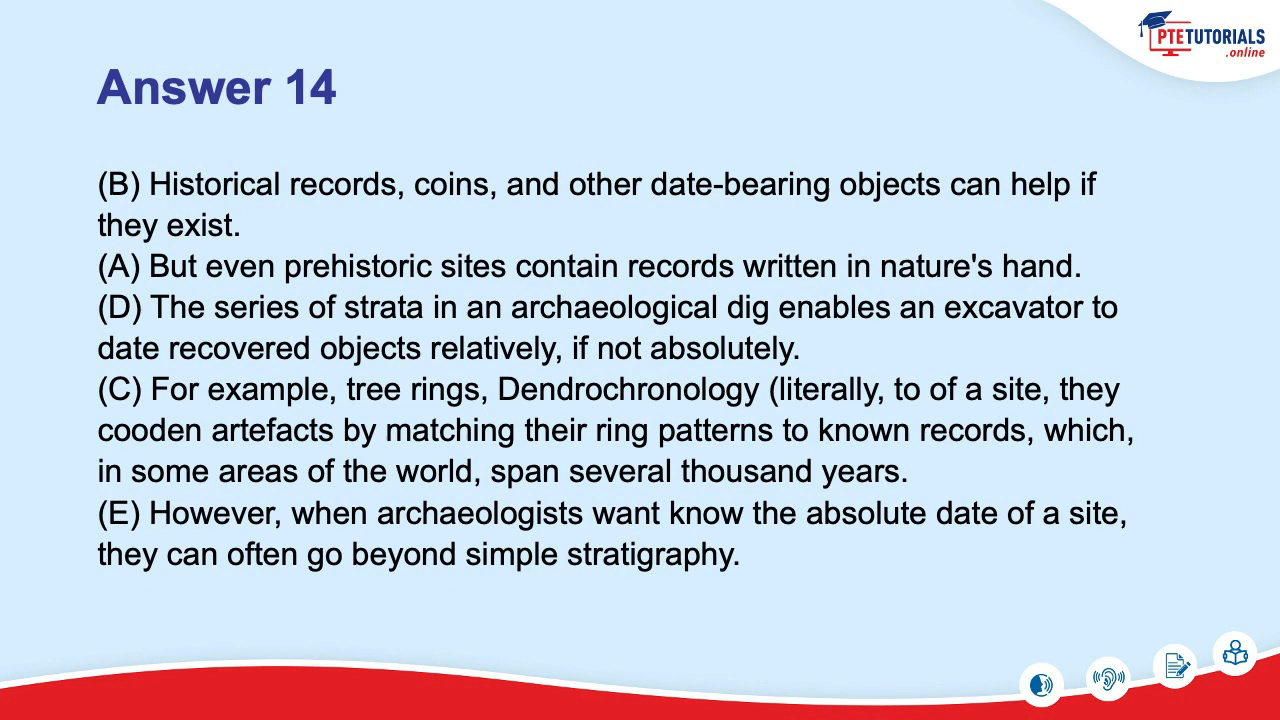 PTETUTORIALS
.online
Answer 14
(B) Historical records, coins, and other date-bearing objects can help if
they exist.
(A) But even prehistoric sites contain records written in nature's hand.
(D) The series of strata in an archaeological dig enables an excavator to
date recovered objects relatively, if not absolutely.
(C) For example, tree rings, Dendrochronology (literally, to of a site, they
cooden artefacts by matching their ring patterns to known records, which,
in some areas of the world, span several thousand years.
(E) However, when archaeologists want know the absolute date of a site,
they can often go beyond simple stratigraphy.